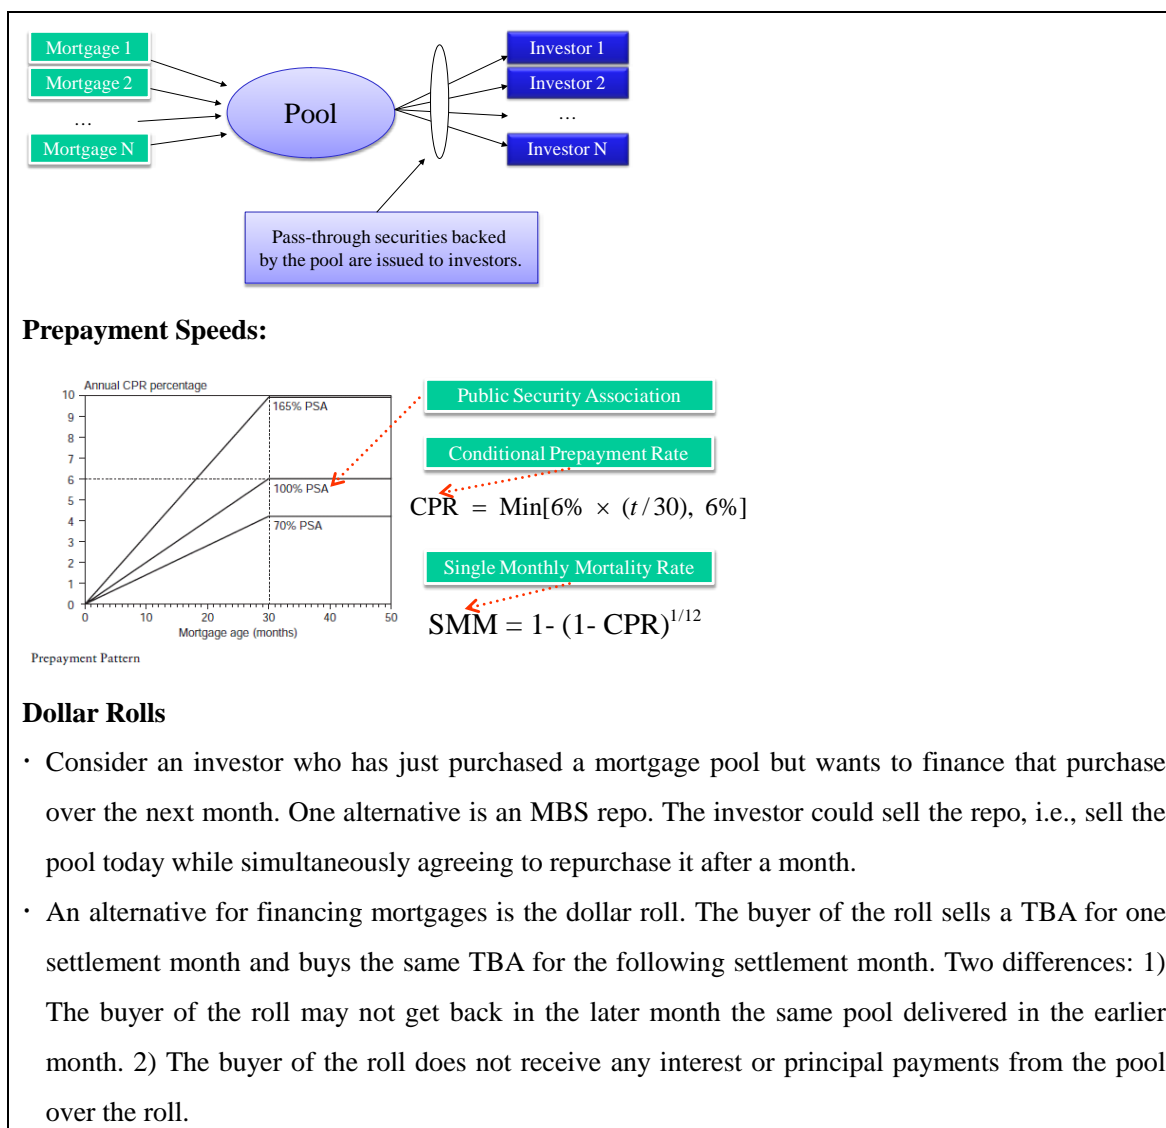 Mortgage 1
Mortgage 2
…
Mortgage N
Pool
Investor 1
Investor 2
…
Investor N
Pass-through securities backed
by the pool are issued to investors.
Prepayment Speeds:
Annual CPR percentage
10
9
8
7
6
5
4
3
2
1
0
165% PSA
100% PSA
70% PSA
0 10 20 30 40 50
Mortgage age (months)
Prepayment Pattern
Public Security Association
Conditional Prepayment Rate
CPR = Min[6% × (t/30), 6%]
Single Monthly Mortality Rate
SMM = 1- (1- CPR)^{1/12}
Dollar Rolls
· Consider an investor who has just purchased a mortgage pool but wants to finance that purchase
over the next month. One alternative is an MBS repo. The investor could sell the repo, i.e., sell the
pool today while simultaneously agreeing to repurchase it after a month.
· An alternative for financing mortgages is the dollar roll. The buyer of the roll sells a TBA for one
settlement month and buys the same TBA for the following settlement month. Two differences: 1)
The buyer of the roll may not get back in the later month the same pool delivered in the earlier
month. 2) The buyer of the roll does not receive any interest or principal payments from the pool
over the roll.